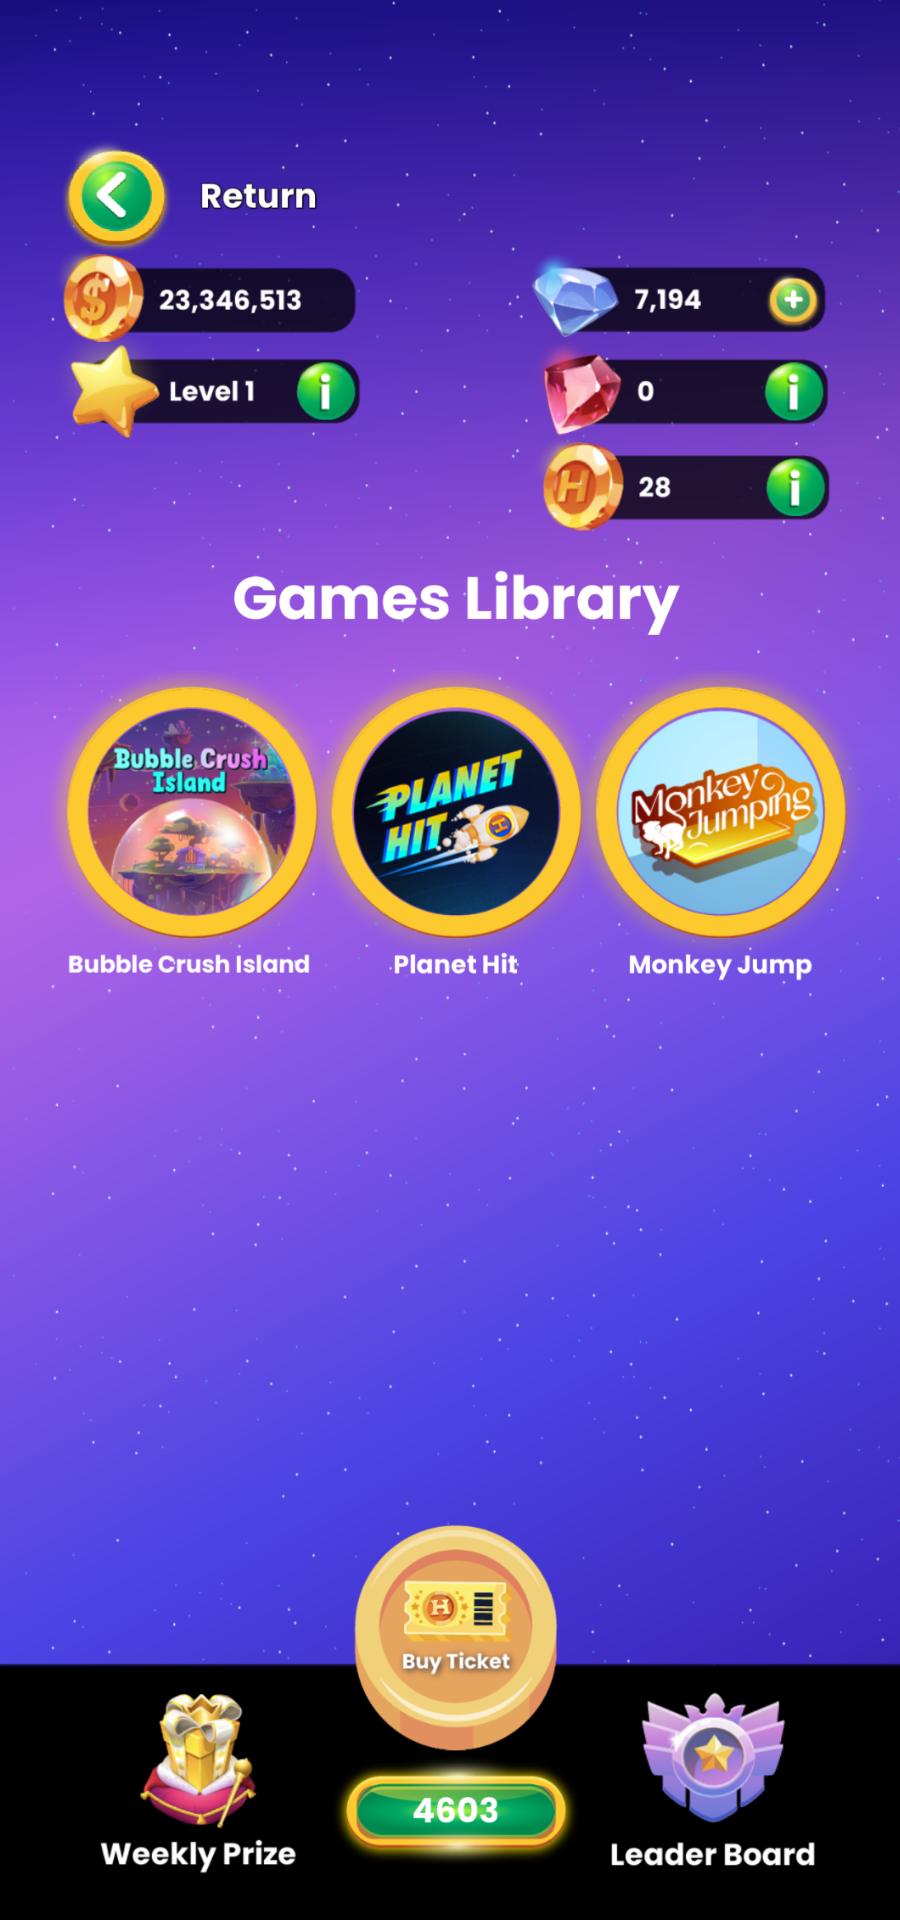 Return
$ 23,346,513
7,194
Level 1 i
0 i
H 28 i
Games Library
Bubble Crush
Island
PLANET
HIT
H
Monkey
Jumping
Bubble Crush Island
Planet Hit
Monkey Jump
H
Buy Ticket
4603
Weekly Prize
Leader Board